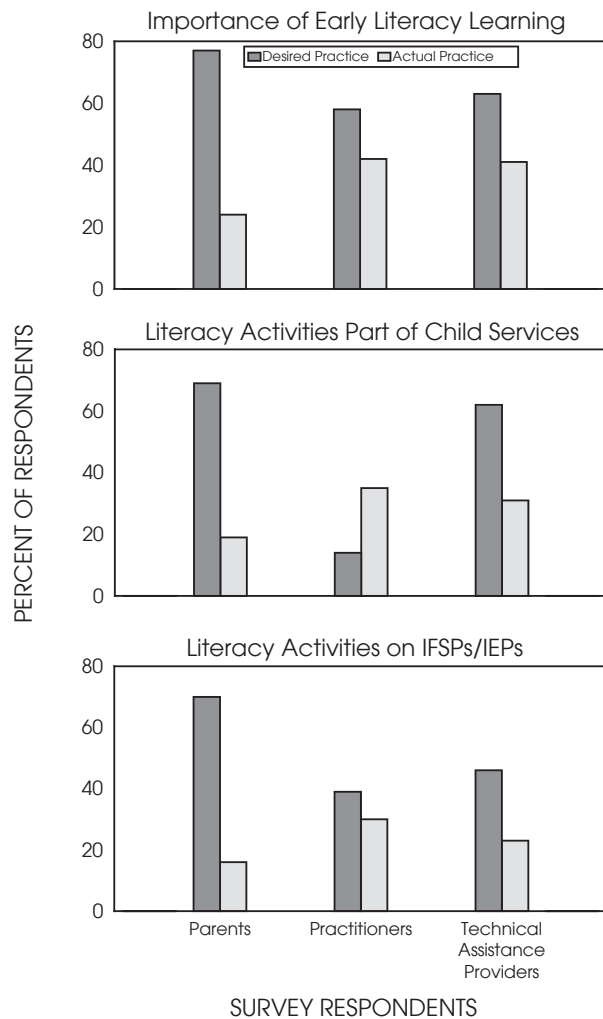 Importance of Early Literacy Learning
80
Desired Practice Actual Practice
60
40
20
0
Literacy Activities Part of Child Services
80
60
40
20
0
Literacy Activities on IFSPs/IEPs
80
60
40
20
0
PERCENT OF RESPONDENTS
Parents
Practitioners
Technical
Assistance
Providers
SURVEY RESPONDENTS